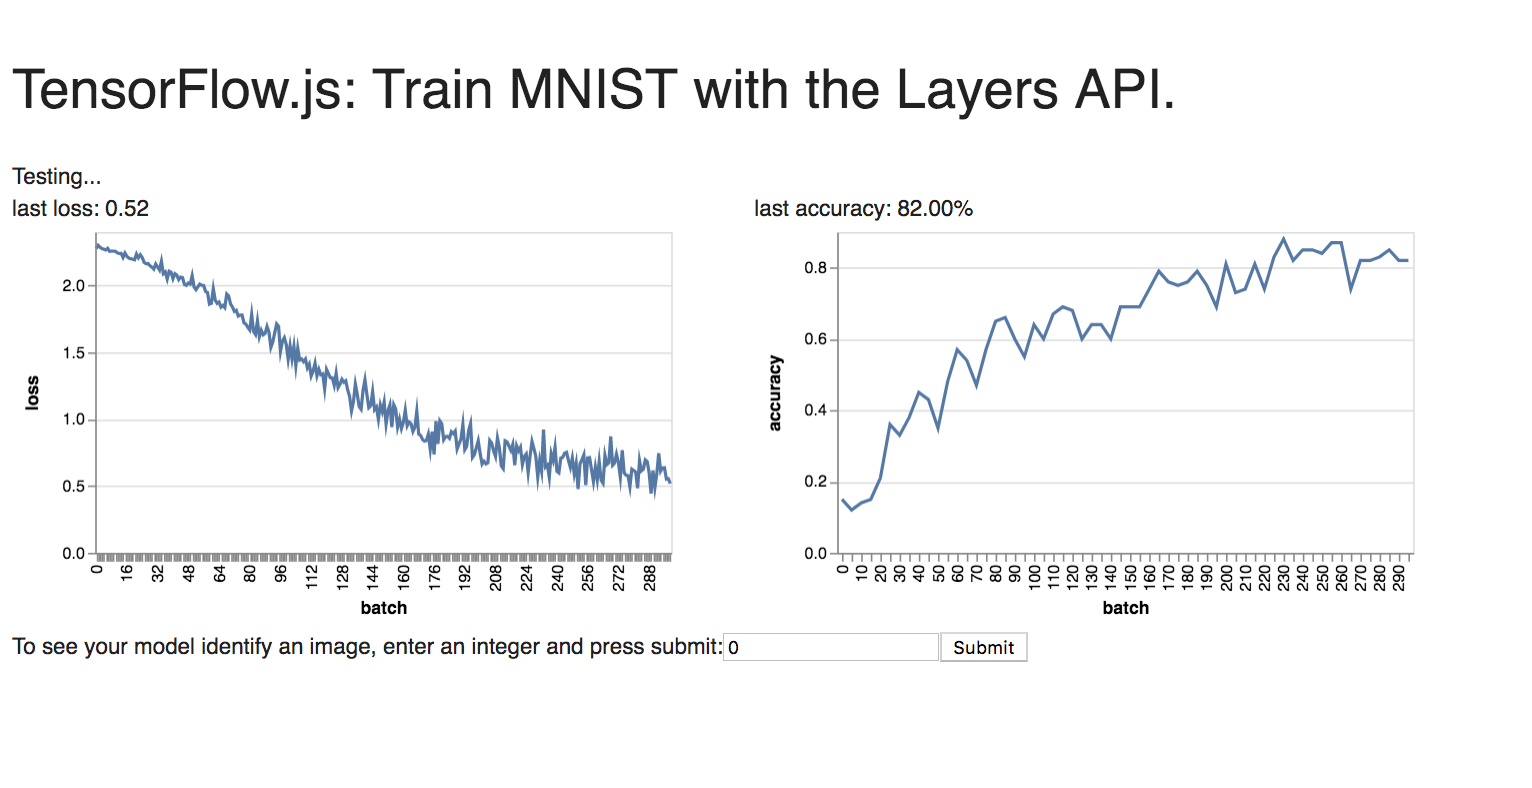 TensorFlow.js: Train MNIST with the Layers API.
Testing...
last loss: 0.52
2.0
1.5
1.0
0.5
0.0
loss
0 16 32 48 64 80 96 112 128 144 160 176 192 208 224 240 256 272 288
batch
last accuracy: 82.00%
0.8
0.6
0.4
0.2
0.0
accuracy
0 10 20 30 40 50 60 70 80 90 100 110 120 130 140 150 160 170 180 190 200 210 220 230 240 250 260 270 280 290
batch
To see your model identify an image, enter an integer and press submit: 0 Submit